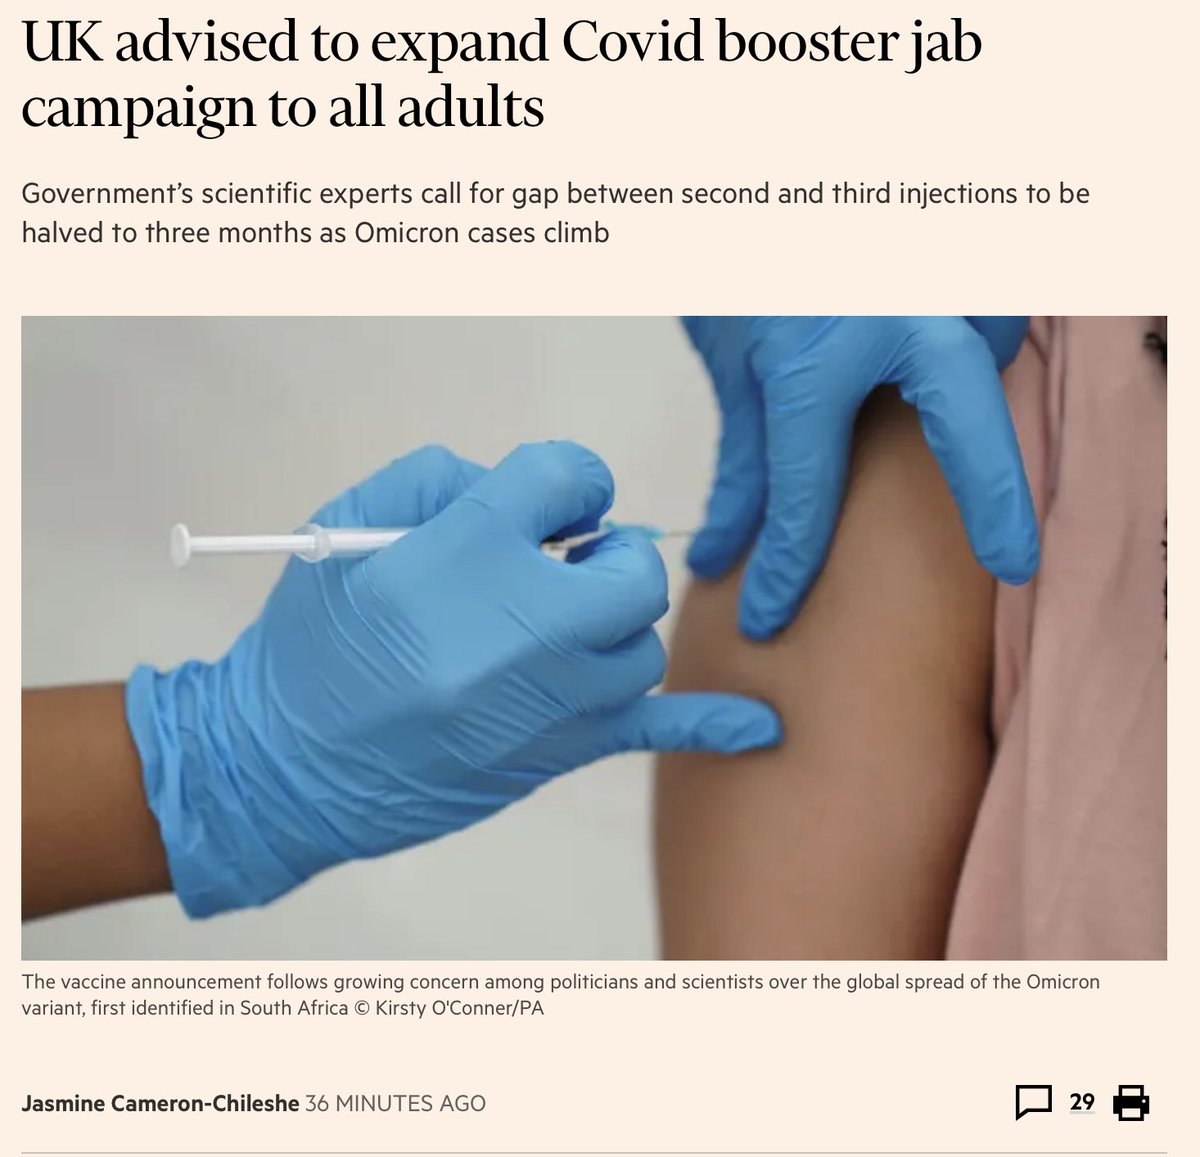 UK advised to expand Covid booster jab
campaign to all adults
Government’s scientific experts call for gap between second and third injections to be
halved to three months as Omicron cases climb
The vaccine announcement follows growing concern among politicians and scientists over the global spread of the Omicron
variant, first identified in South Africa © Kirsty O'Conner/PA
Jasmine Cameron-Chileshe 36 MINUTES AGO
29